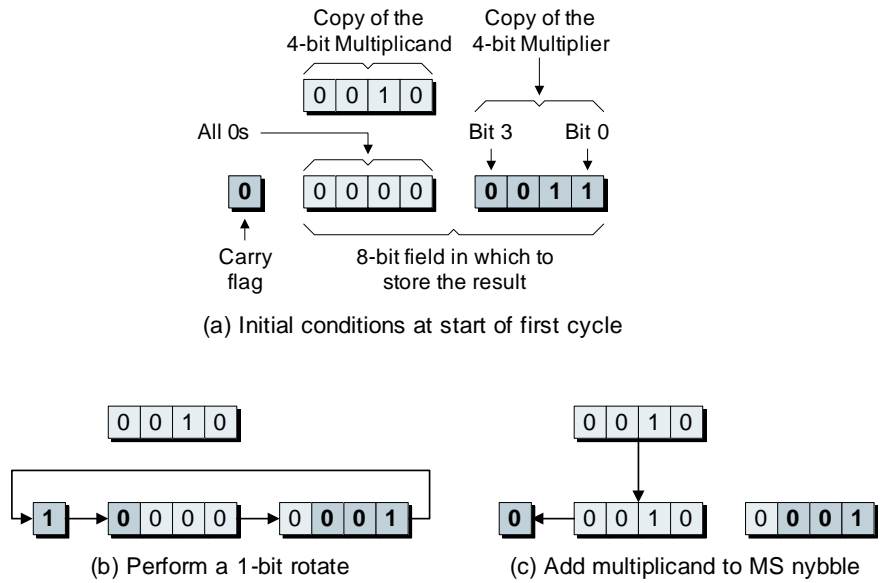 Copy of the
4-bit Multiplicand
Copy of the
4-bit Multiplier
0 0 1 0
All 0s
Bit 3
Bit 0
0
0 0 0 0
0 0 1 1
Carry
flag
8-bit field in which to
store the result
(a) Initial conditions at start of first cycle
0 0 1 0
1
0 0 0 0
0 0 0 1
(b) Perform a 1-bit rotate
0 0 1 0
0
0 0 1 0
0 0 0 1
(c) Add multiplicand to MS nybble